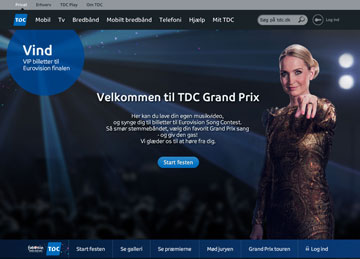 Privat Erhverv TDC Play Om TDC
TDC Mobil Tv Bredbånd Mobilt bredbånd Telefoni Hjælp Mit TDC Søg på tdc.dk Log ind
Vind
VIP billetter til
Eurovision finalen
Velkommen til TDC Grand Prix
Her kan du lave din egen musikvideo,
og synge dig til billetter til Eurovision Song Contest.
Så smør stemmebåndet, vælg din favorit Grand Prix sang
- og giv den gas!
Vi glæder os til at høre fra dig.
Start festen
TDC Start festen Se galleri Se præmierne Mød juryen Grand Prix touren Log ind